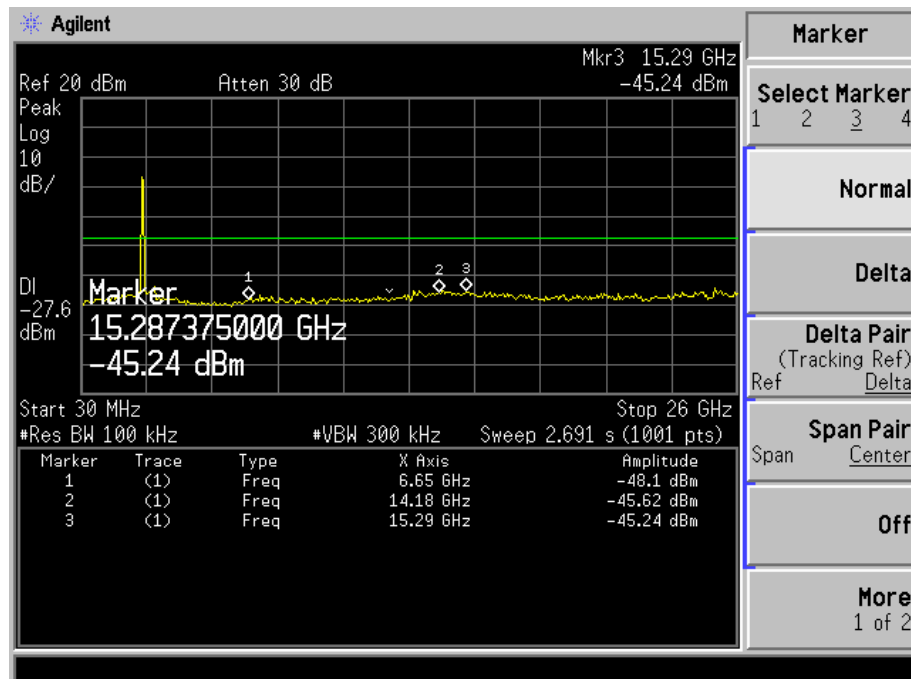 Agilent
Marker
Mkr3 15.29 GHz
Ref 20 dBm Atten 30 dB -45.24 dBm
Peak
Log
10
dB/
1 2 3
DI
-27.6
dBm
Marker
15.287375000 GHz
-45.24 dBm
Start 30 MHz Stop 26 GHz
#Res BW 100 kHz #VBW 300 kHz Sweep 2.691 s (1001 pts)
Marker Trace Type X Axis Amplitude
1 (1) Freq 6.65 GHz -48.1 dBm
2 (1) Freq 14.18 GHz -45.62 dBm
3 (1) Freq 15.29 GHz -45.24 dBm
Select Marker
1 2 3 4
Normal
Delta
Delta Pair
(Tracking Ref)
Ref Delta
Span Pair
Span Center
Off
More
1 of 2